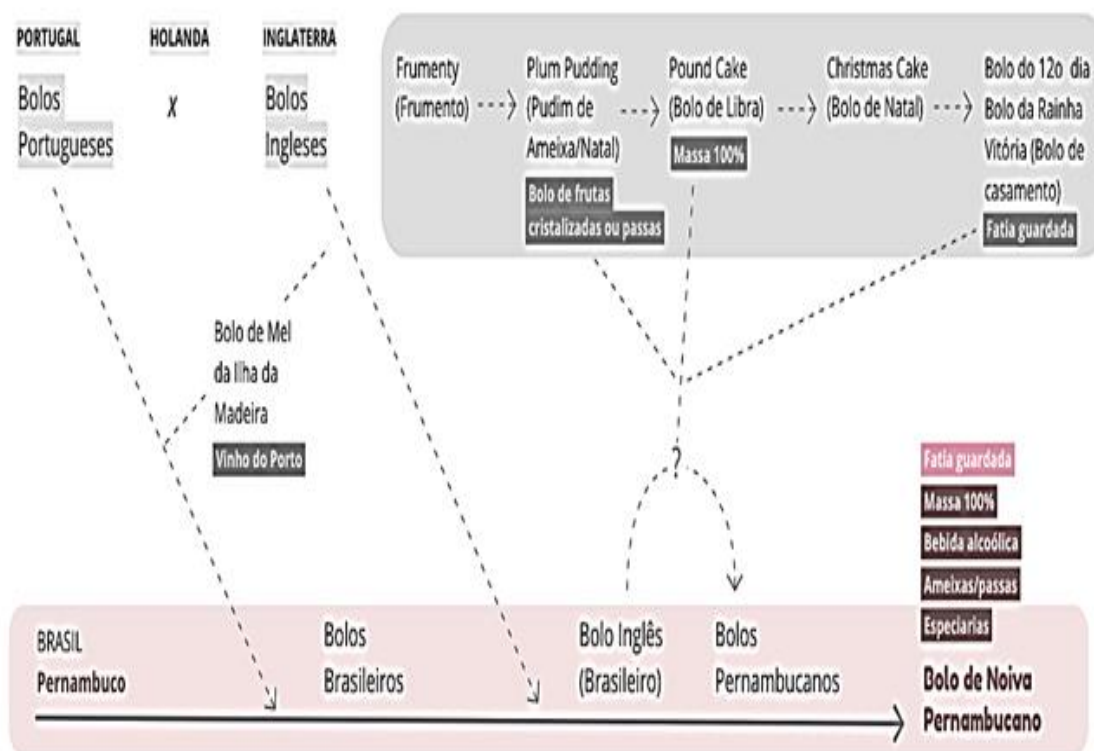 PORTUGAL
HOLANDA
INGLATERRA
Bolos
Portugueses
X
Bolos
Ingleses
Frumenty
(Frumento)
Plum Pudding
(Pudim de
Ameixa/Natal)
Bolo de frutas
cristalizadas ou passas
Pound Cake
(Bolo de Libra)
Massa 100%
Christmas Cake
(Bolo de Natal)
Bolo do 12o dia
Bolo da Rainha
Vitória (Bolo de
casamento)
Fatia guardada
Bolo de Mel
da Ilha da
Madeira
Vinho do Porto
?
Fatia guardada
Massa 100%
Bebida alcoólica
Ameixas/passas
Especiarias
BRASIL
Pernambuco
Bolos
Brasileiros
Bolo Inglês
(Brasileiro)
Bolos
Pernambucanos
Bolo de Noiva
Pernambucano